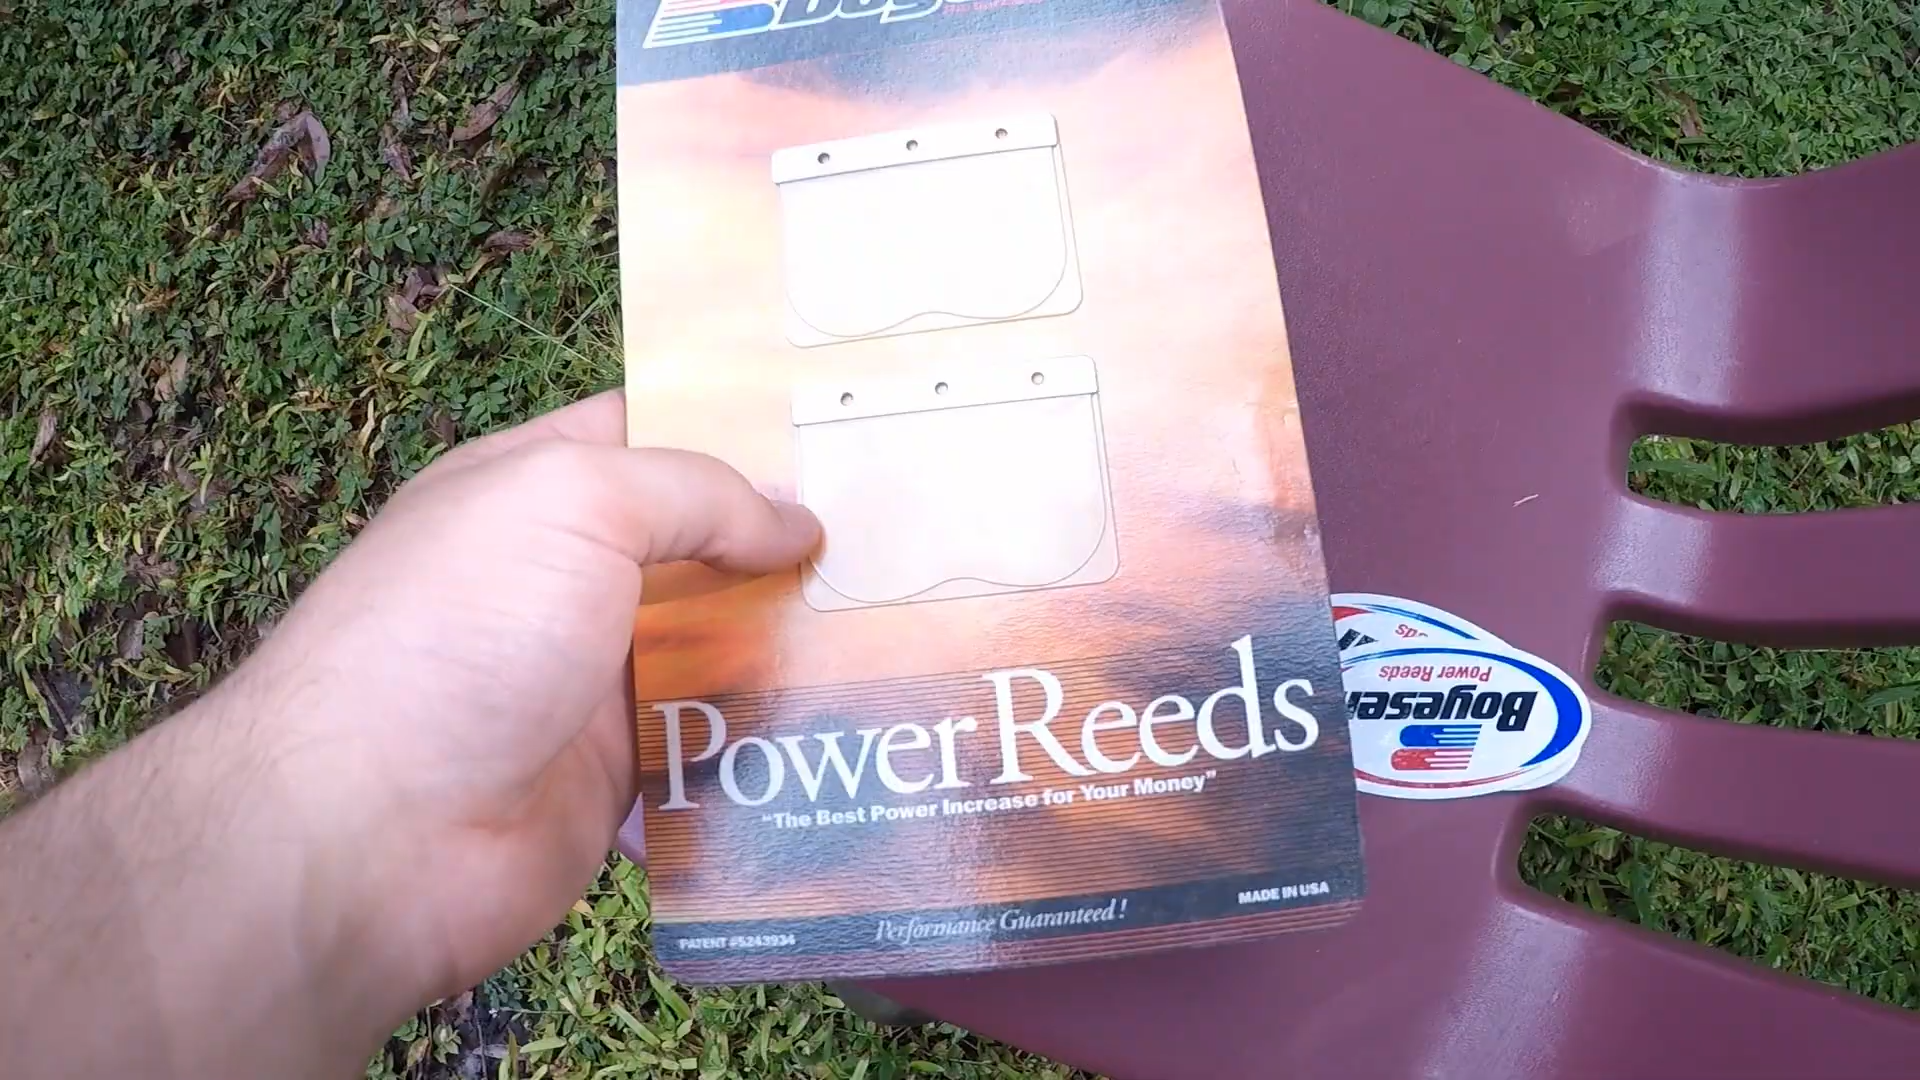 Power Reeds
"The Best Power Increase for Your Money"
PATENT #5243934
Performance Guaranteed!
MADE IN USA
Boyesen
Power Reeds